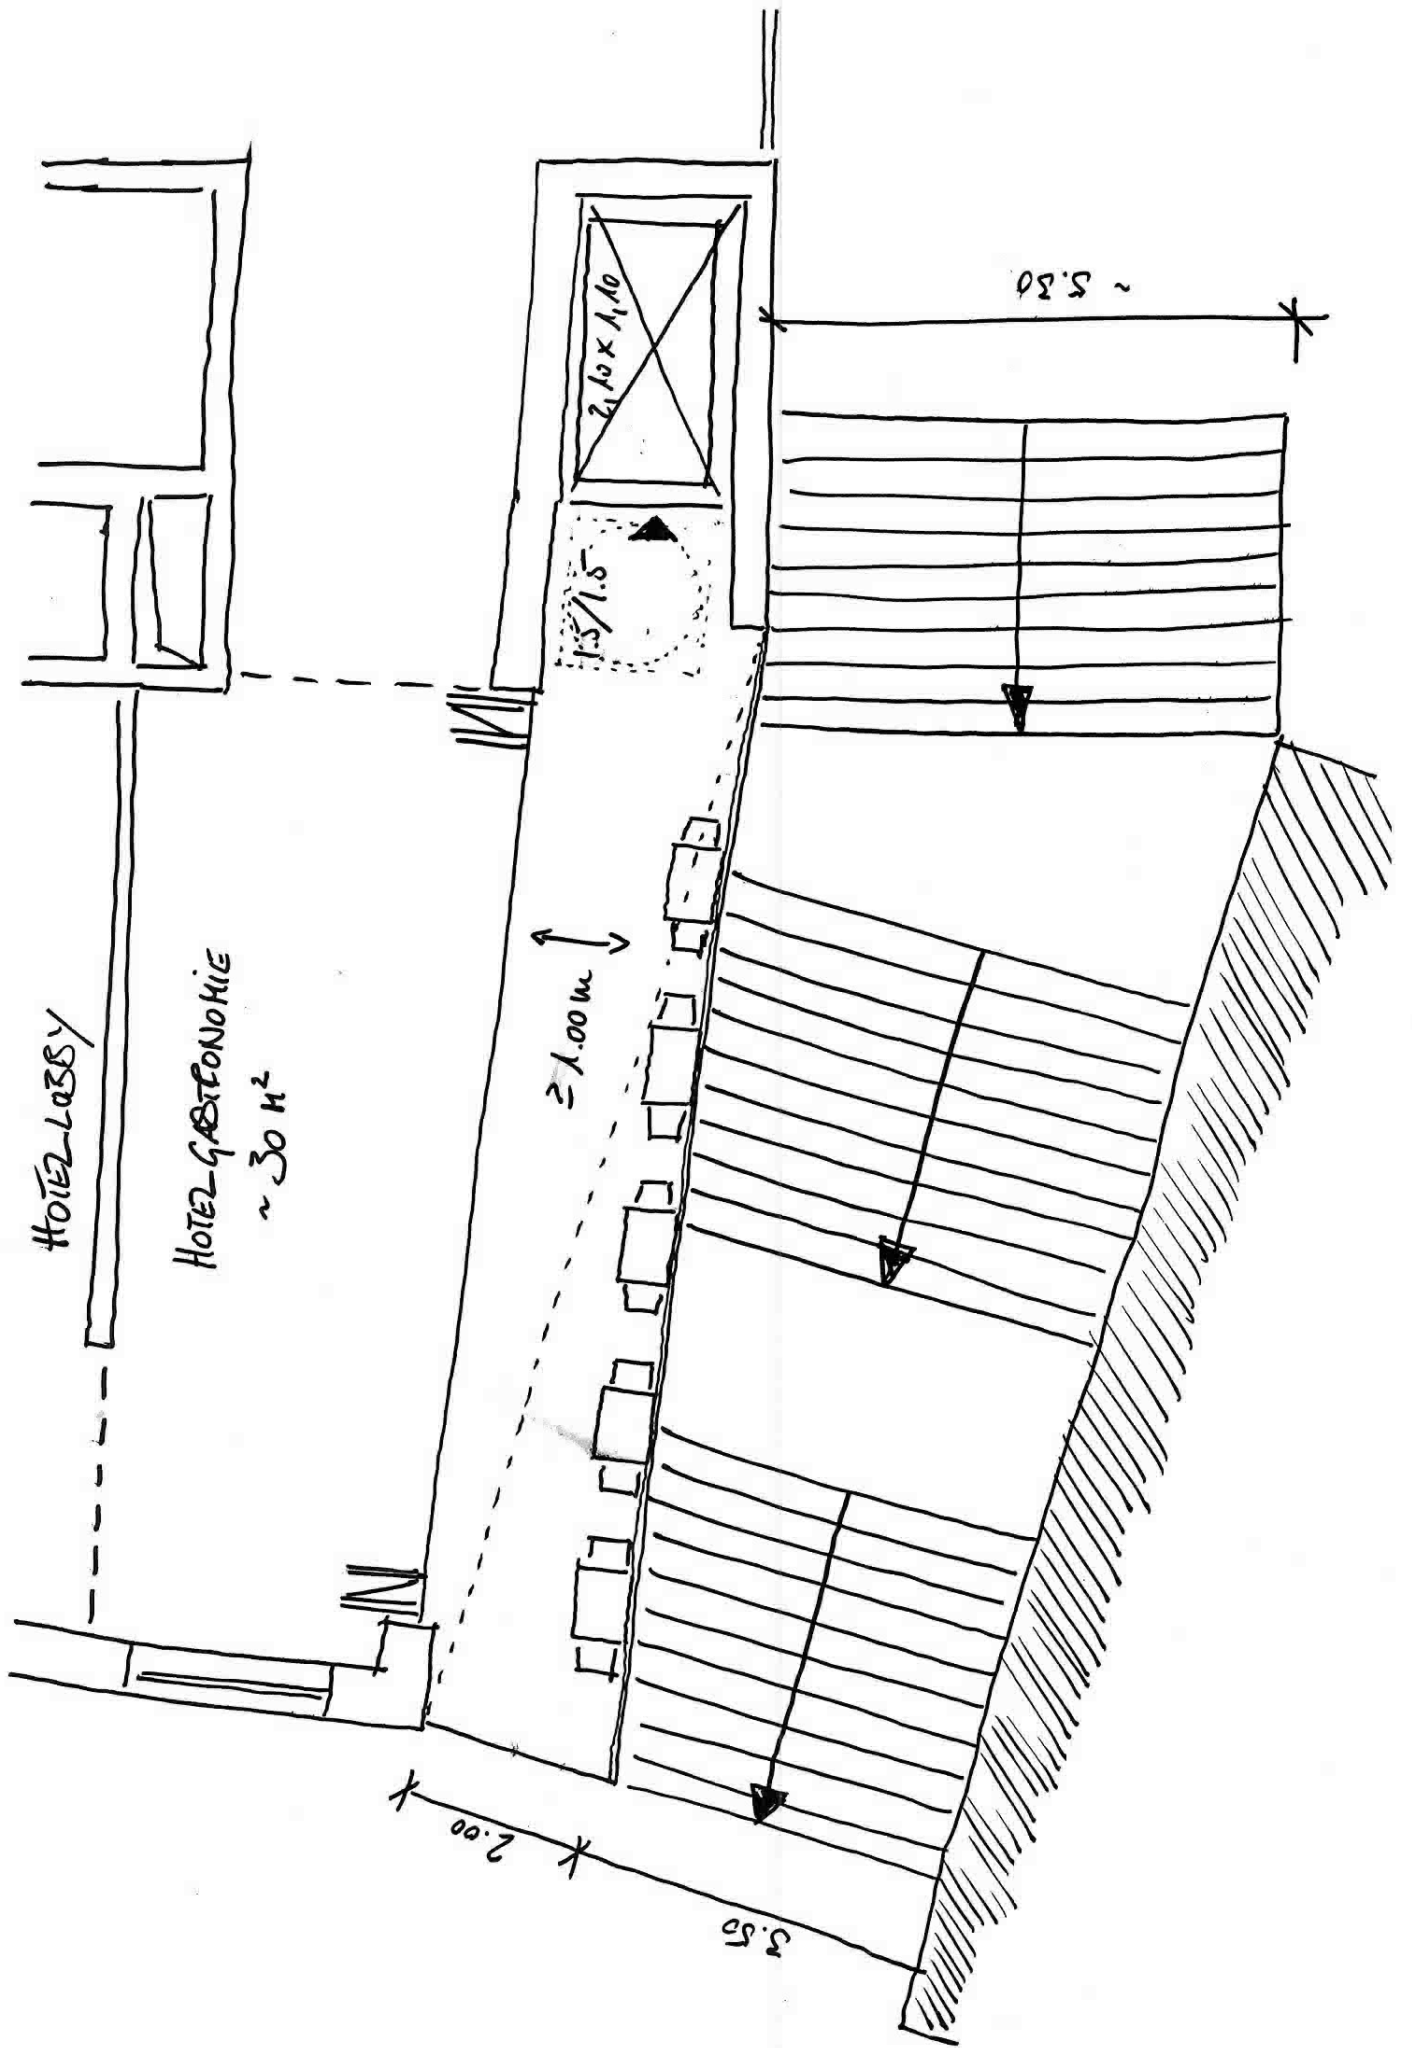 HOTEL LOBBY
HOTEL GASTRONOMIE
~ 30 M²
≥ 1.00 m
1.5/1.5
2,10 x 1,10
~ 5.30
2.00
3.50